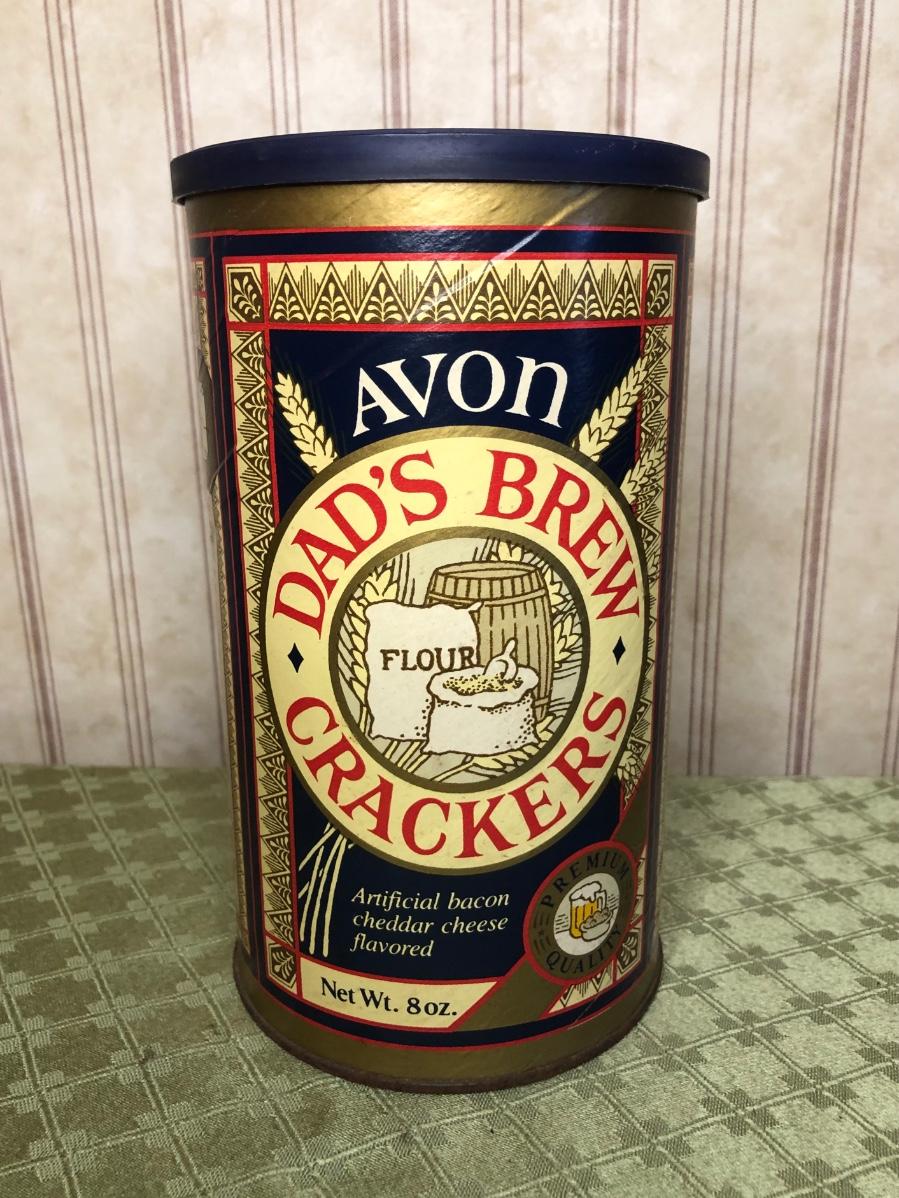 AVON
DAD'S BREW
FLOUR
CRACKERS
Artificial bacon
cheddar cheese
flavored
PREMIUM
QUALITY
Net Wt. 8 oz.